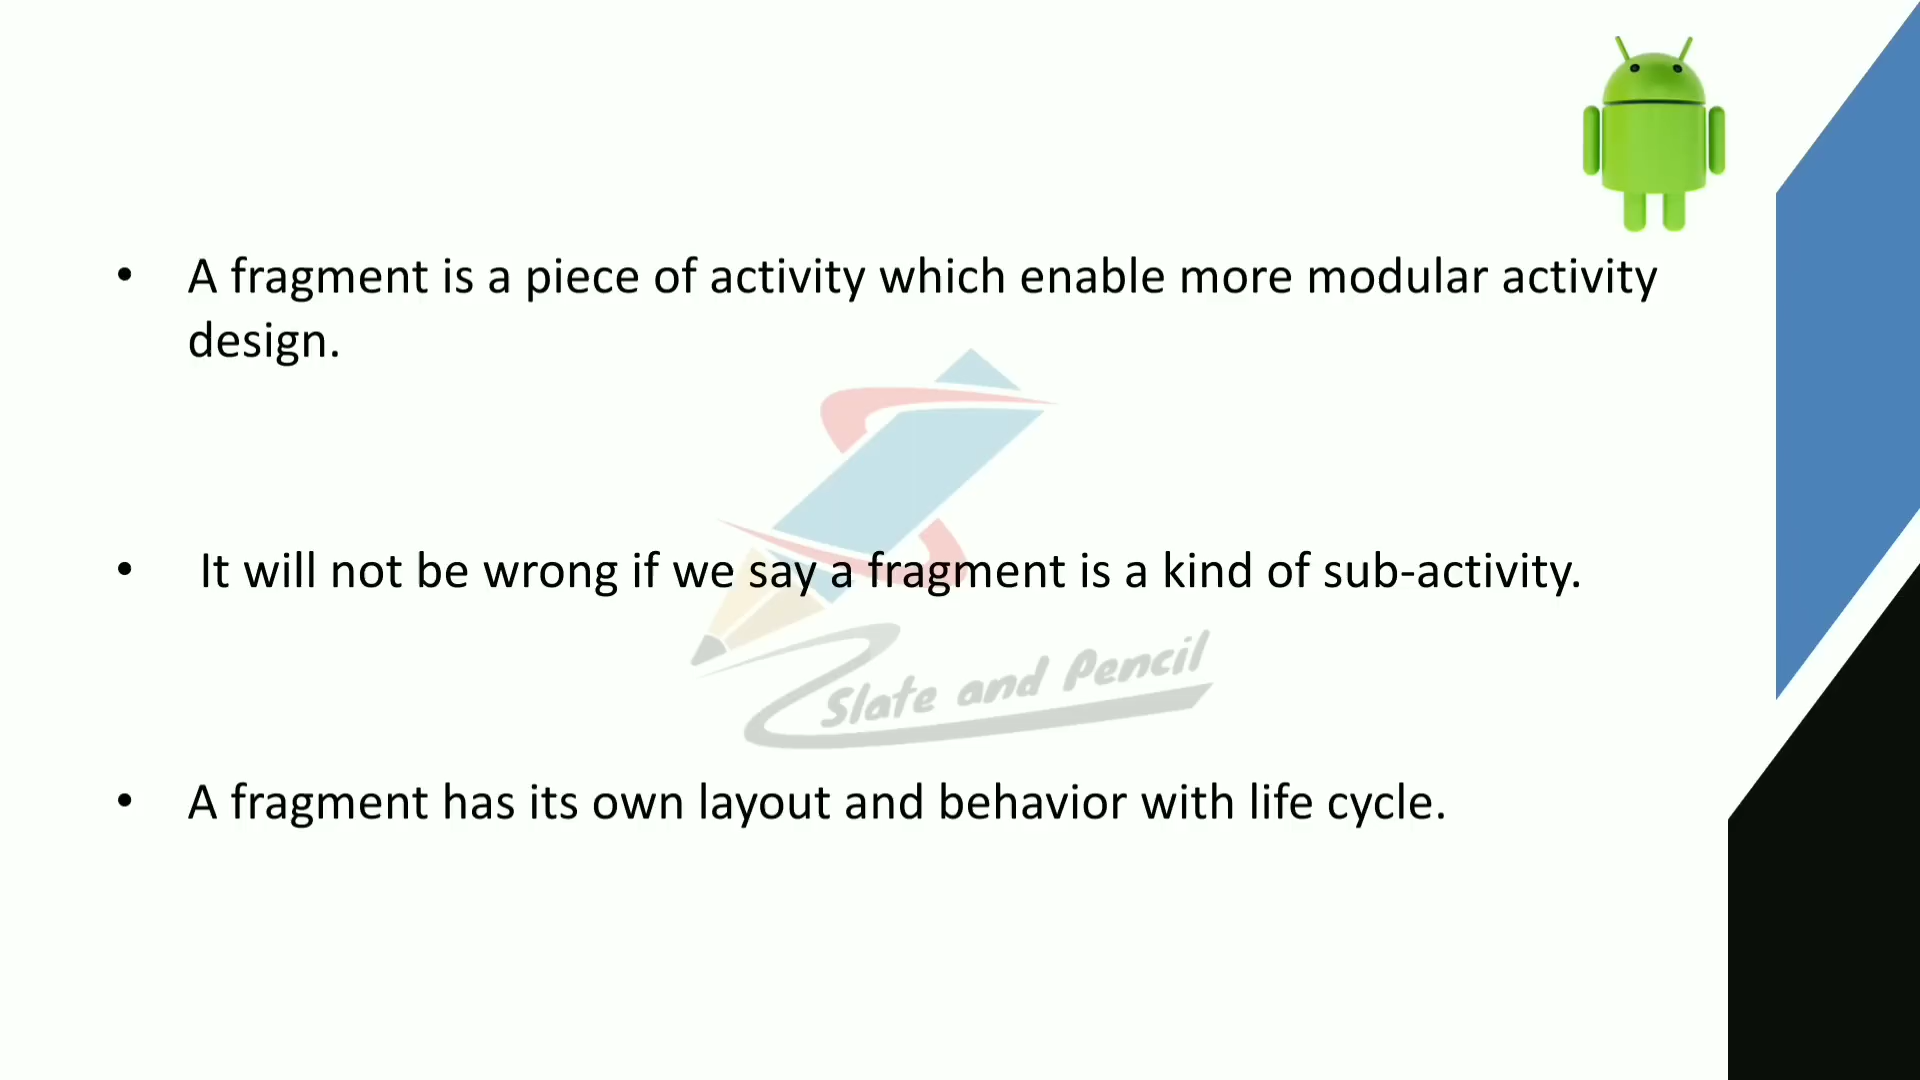 • A fragment is a piece of activity which enable more modular activity
design.
• It will not be wrong if we say a fragment is a kind of sub-activity.
Slate and Pencil
• A fragment has its own layout and behavior with life cycle.